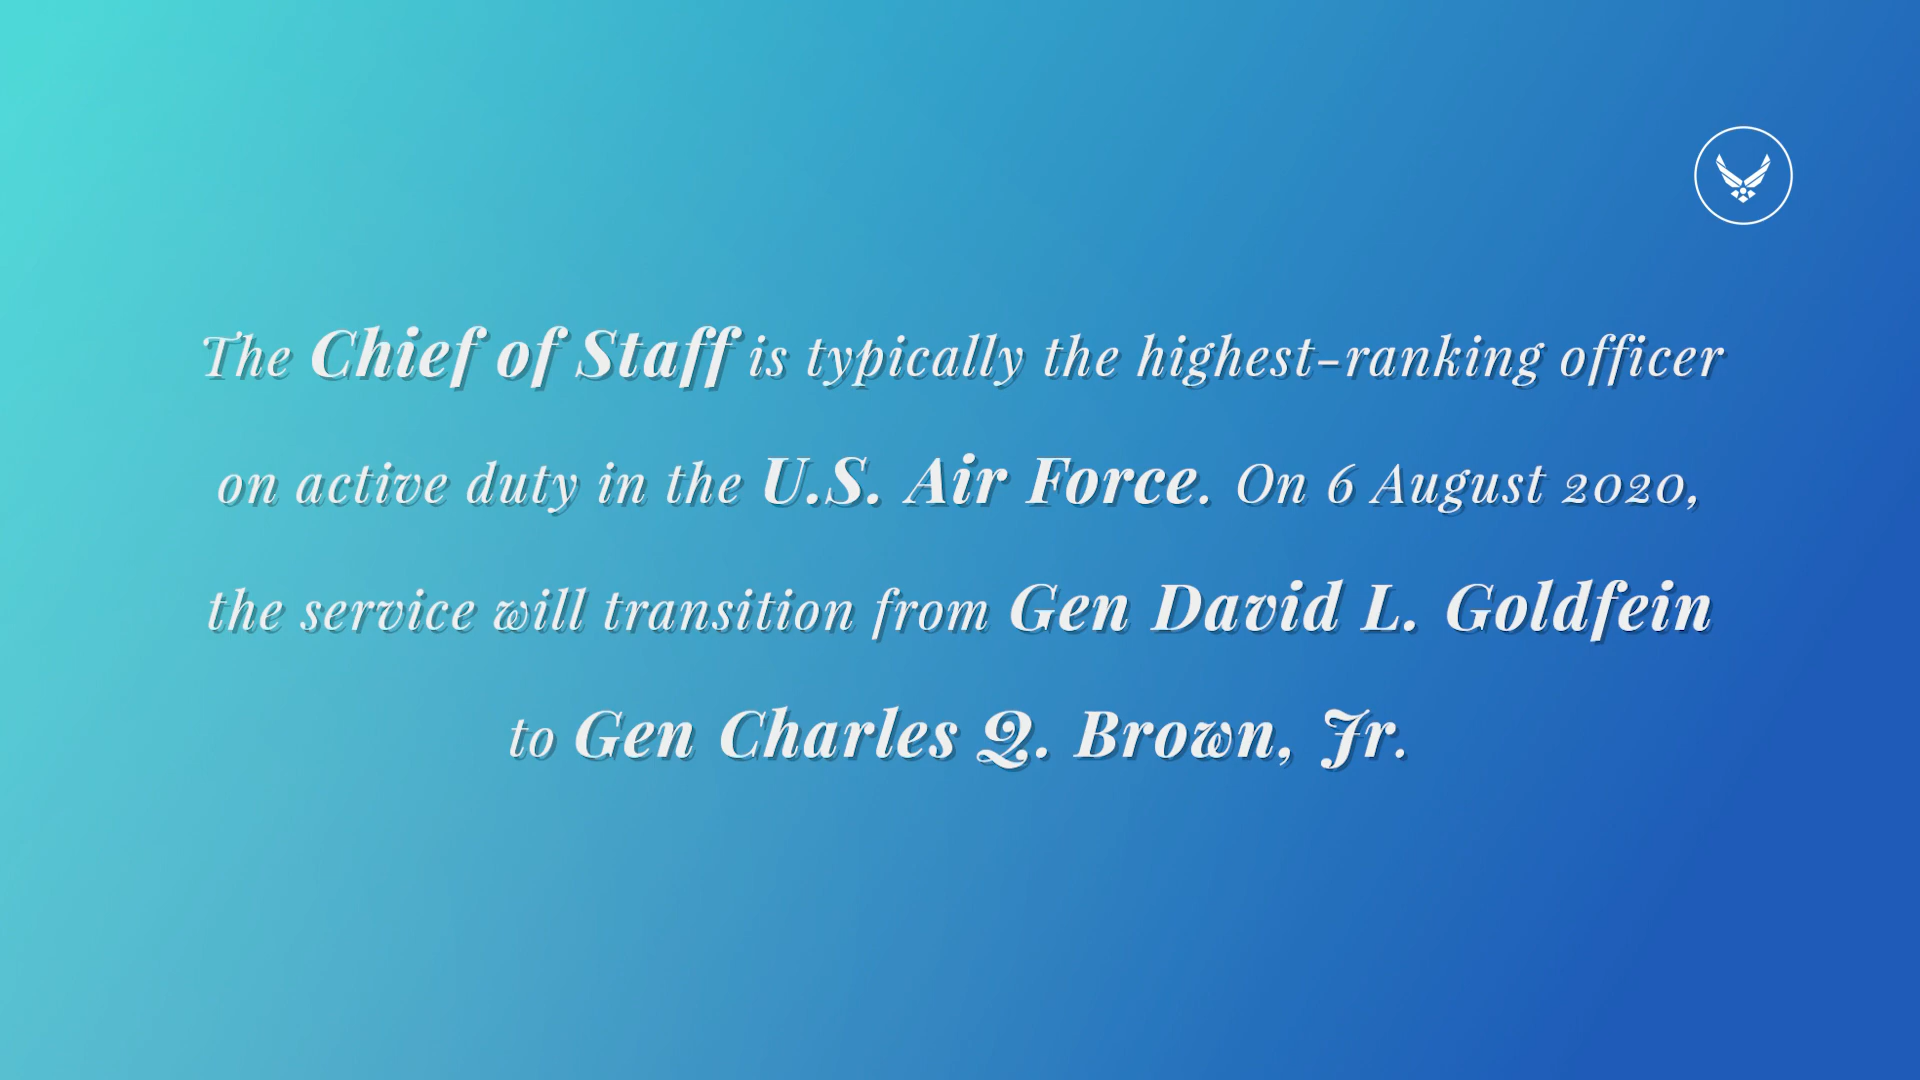 The Chief of Staff is typically the highest-ranking officer
on active duty in the U.S. Air Force. On 6 August 2020,
the service will transition from Gen David L. Goldfein
to Gen Charles Q. Brown, Jr.